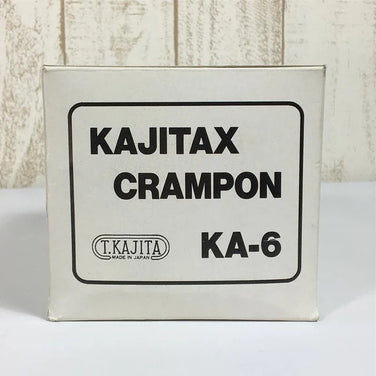 KAJITAX
CRAMPON
T.KAJITA
MADE IN JAPAN
KA-6